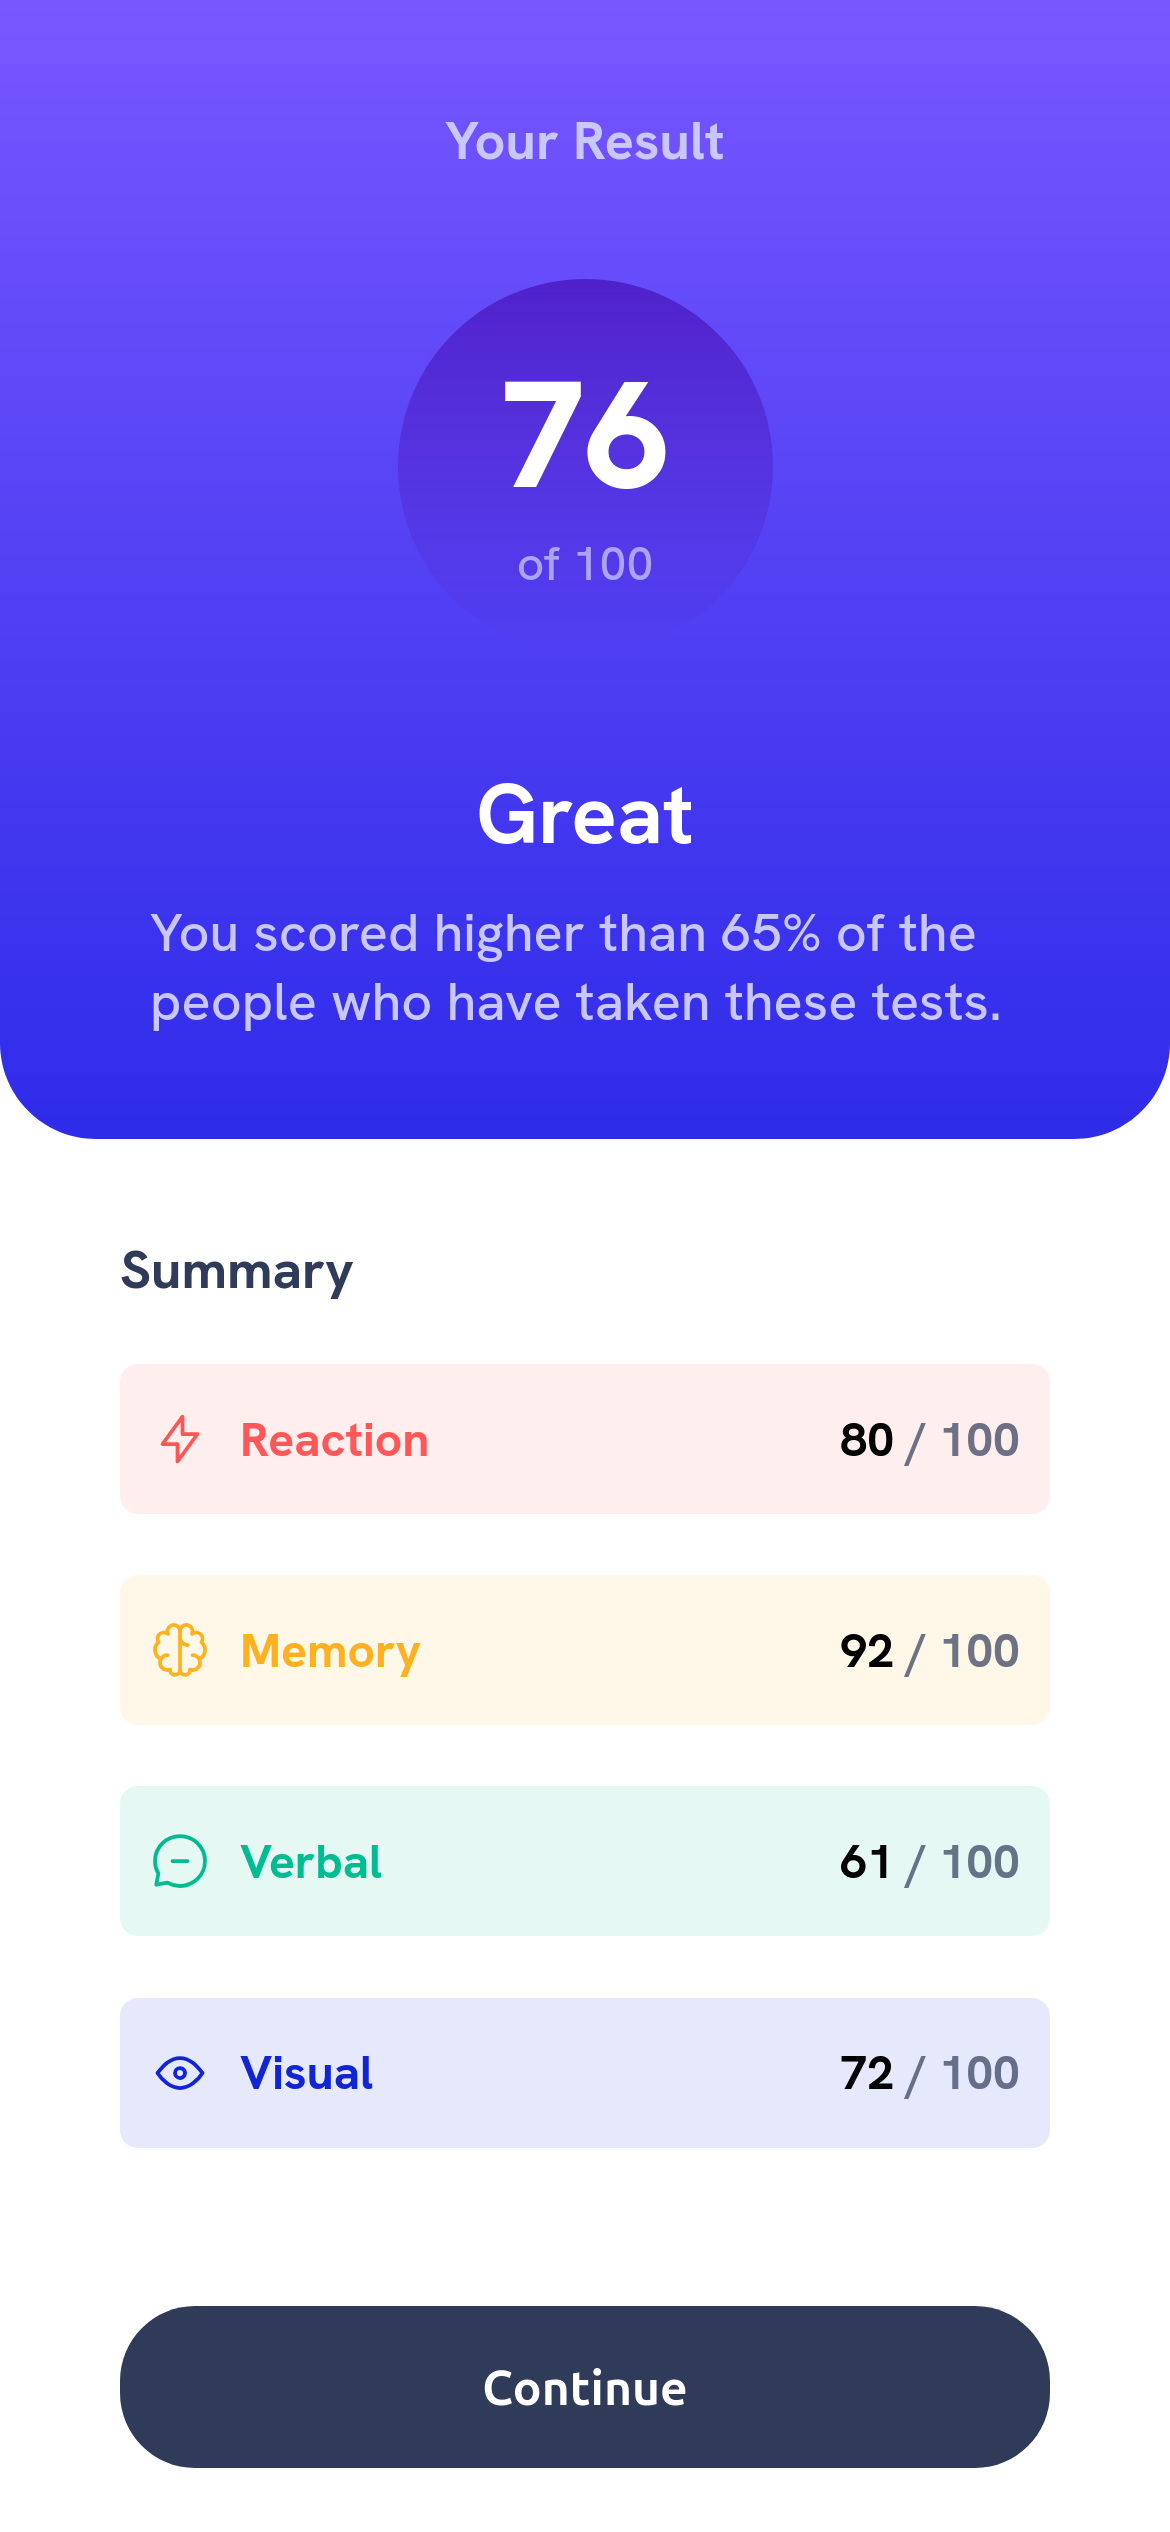 Your Result
76
of 100
Great
You scored higher than 65% of the
people who have taken these tests.
Summary
Reaction 80 / 100
Memory 92 / 100
Verbal 61 / 100
Visual 72 / 100
Continue